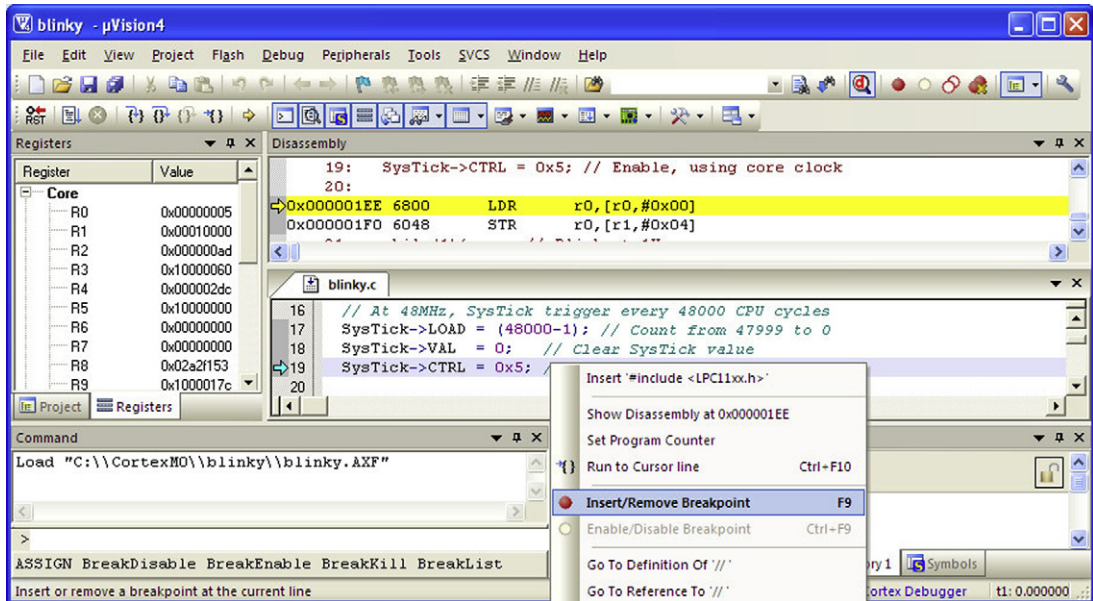 blinky - µVision4
File Edit View Project Flash Debug Peripherals Tools SVCS Window Help
RST
Registers
Register Value
Core
R0 0x00000005
R1 0x00010000
R2 0x000000ad
R3 0x10000060
R4 0x000002dc
R5 0x10000000
R6 0x00000000
R7 0x00000000
R8 0x02a2f153
R9 0x1000017c
Project Registers
Disassembly
19: SysTick->CTRL = 0x5; // Enable, using core clock
20:
0x000001EE 6800 LDR r0,[r0,#0x00]
0x000001F0 6048 STR r0,[r1,#0x04]
blinky.c
16 // At 48MHz, SysTick trigger every 48000 CPU cycles
17 SysTick->LOAD = (48000-1); // Count from 47999 to 0
18 SysTick->VAL = 0; // Clear SysTick value
19 SysTick->CTRL = 0x5; /
20
Insert '#include <LPC11xx.h>'
Show Disassembly at 0x000001EE
Set Program Counter
Run to Cursor line Ctrl+F10
Insert/Remove Breakpoint F9
Enable/Disable Breakpoint Ctrl+F9
Go To Definition Of '//'
Go To Reference To '//'
Command
Load "C:\\CortexM0\\blinky\\blinky.AXF"
>
ASSIGN BreakDisable BreakEnable BreakKill BreakList
ory 1 Symbols
Insert or remove a breakpoint at the current line
ortex Debugger t1: 0.000000